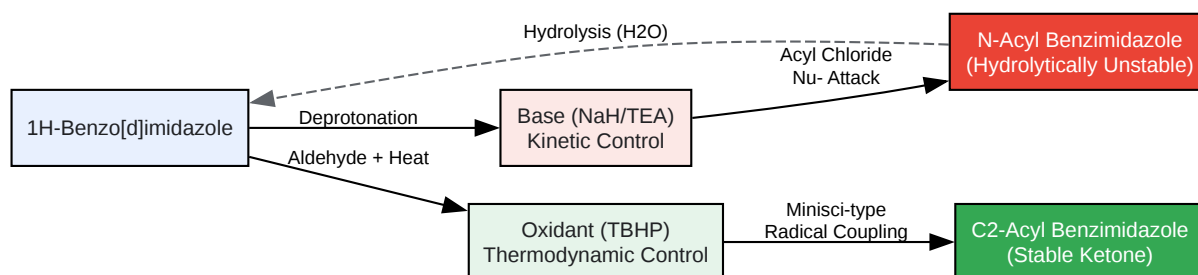 Hydrolysis (H2O)
N-Acyl Benzimidazole
(Hydrolytically Unstable)
Acyl Chloride
Nu- Attack
1H-Benzo[d]imidazole
Deprotonation
Base (NaH/TEA)
Kinetic Control
Aldehyde + Heat
Oxidant (TBHP)
Thermodynamic Control
Minisci-type
Radical Coupling
C2-Acyl Benzimidazole
(Stable Ketone)